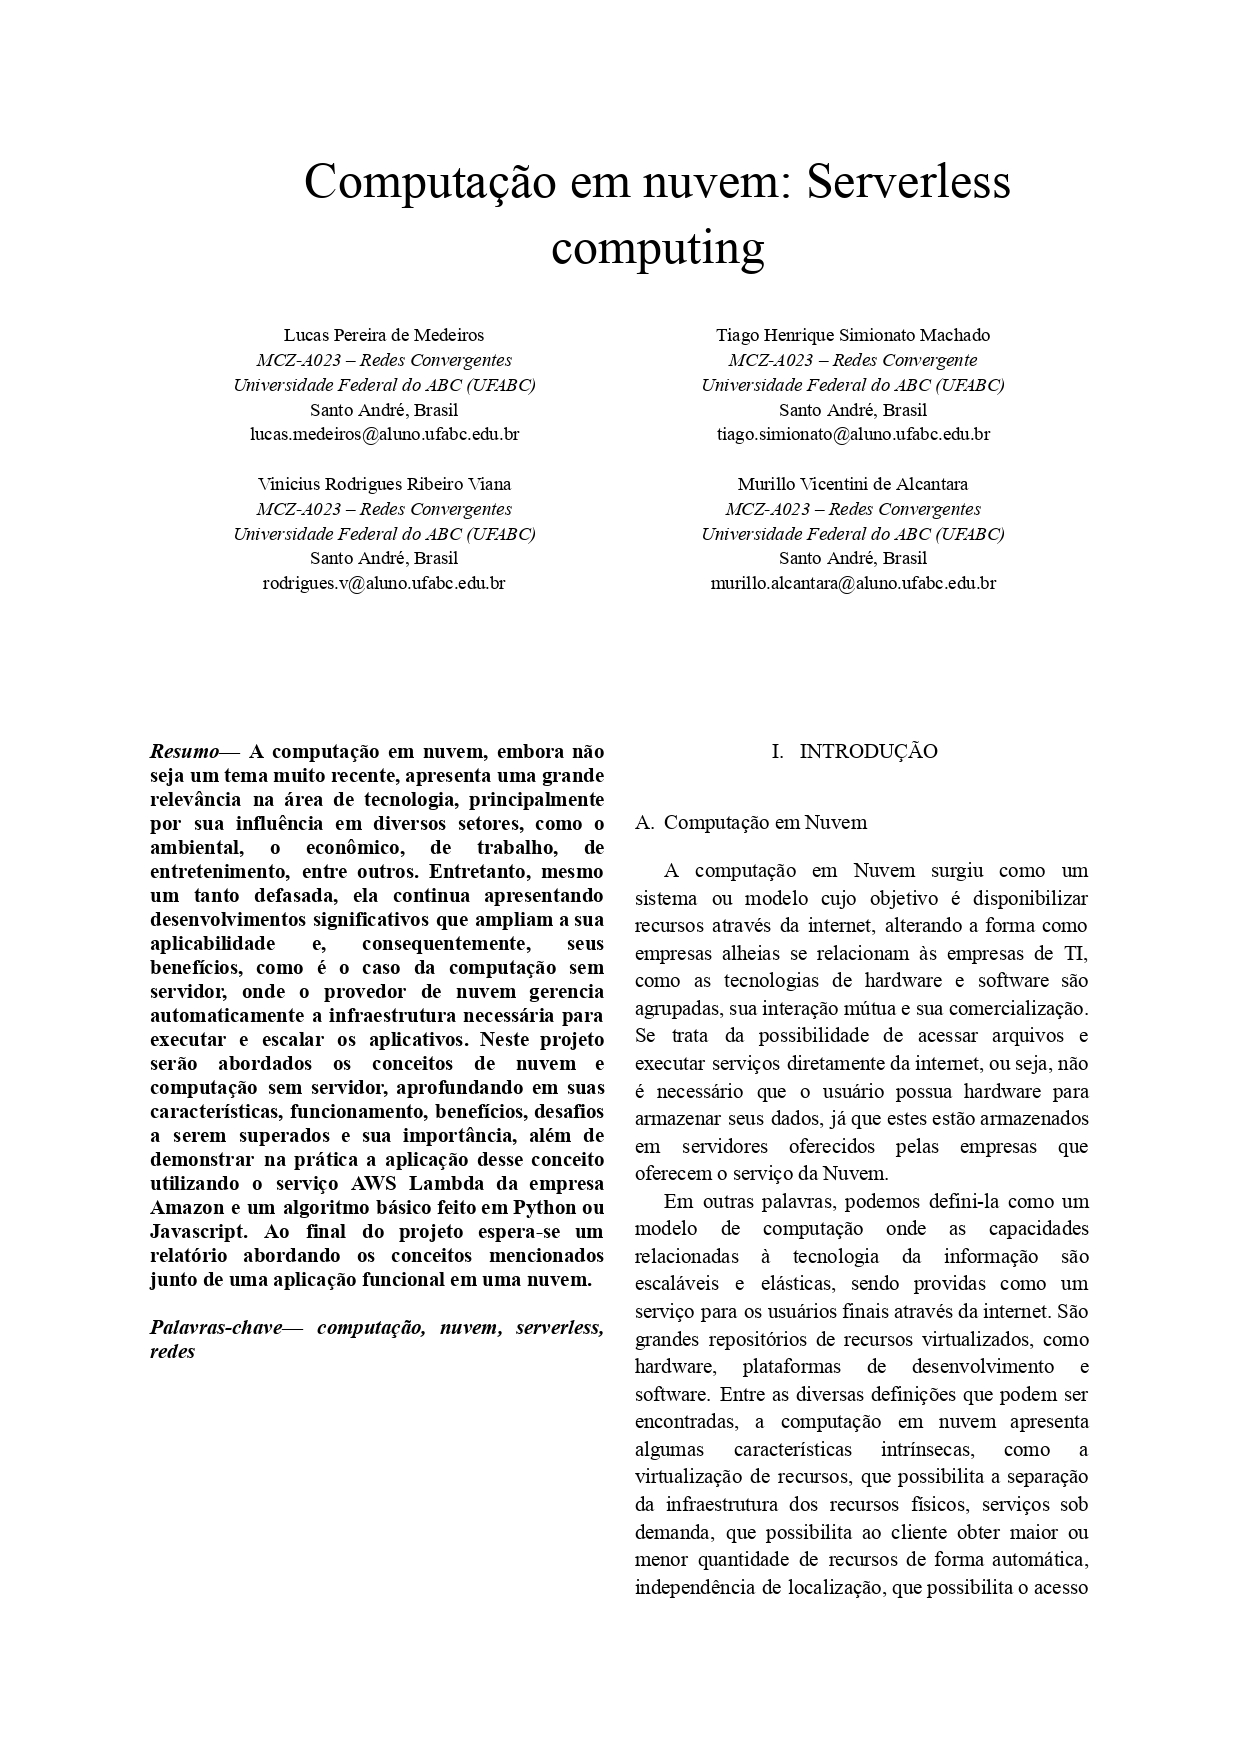 Computação em nuvem: Serverless
computing
Lucas Pereira de Medeiros
MCZ-A023 – Redes Convergentes
Universidade Federal do ABC (UFABC)
Santo André, Brasil
lucas.medeiros@aluno.ufabc.edu.br
Tiago Henrique Simionato Machado
MCZ-A023 – Redes Convergente
Universidade Federal do ABC (UFABC)
Santo André, Brasil
tiago.simionato@aluno.ufabc.edu.br
Vinicius Rodrigues Ribeiro Viana
MCZ-A023 – Redes Convergentes
Universidade Federal do ABC (UFABC)
Santo André, Brasil
rodrigues.v@aluno.ufabc.edu.br
Murillo Vicentini de Alcantara
MCZ-A023 – Redes Convergentes
Universidade Federal do ABC (UFABC)
Santo André, Brasil
murillo.alcantara@aluno.ufabc.edu.br
Resumo— A computação em nuvem, embora não
seja um tema muito recente, apresenta uma grande
relevância na área de tecnologia, principalmente
por sua influência em diversos setores, como o
ambiental, o econômico, de trabalho, de
entretenimento, entre outros. Entretanto, mesmo
um tanto defasada, ela continua apresentando
desenvolvimentos significativos que ampliam a sua
aplicabilidade e, consequentemente, seus
benefícios, como é o caso da computação sem
servidor, onde o provedor de nuvem gerencia
automaticamente a infraestrutura necessária para
executar e escalar os aplicativos. Neste projeto
serão abordados os conceitos de nuvem e
computação sem servidor, aprofundando em suas
características, funcionamento, benefícios, desafios
a serem superados e sua importância, além de
demonstrar na prática a aplicação desse conceito
utilizando o serviço AWS Lambda da empresa
Amazon e um algoritmo básico feito em Python ou
Javascript. Ao final do projeto espera-se um
relatório abordando os conceitos mencionados
junto de uma aplicação funcional em uma nuvem.
Palavras-chave— computação, nuvem, serverless,
redes
I. INTRODUÇÃO
A. Computação em Nuvem
A computação em Nuvem surgiu como um
sistema ou modelo cujo objetivo é disponibilizar
recursos através da internet, alterando a forma como
empresas alheias se relacionam às empresas de TI,
como as tecnologias de hardware e software são
agrupadas, sua interação mútua e sua comercialização.
Se trata da possibilidade de acessar arquivos e
executar serviços diretamente da internet, ou seja, não
é necessário que o usuário possua hardware para
armazenar seus dados, já que estes estão armazenados
em servidores oferecidos pelas empresas que
oferecem o serviço da Nuvem.
Em outras palavras, podemos defini-la como um
modelo de computação onde as capacidades
relacionadas à tecnologia da informação são
escaláveis e elásticas, sendo providas como um
serviço para os usuários finais através da internet. São
grandes repositórios de recursos virtualizados, como
hardware, plataformas de desenvolvimento e
software. Entre as diversas definições que podem ser
encontradas, a computação em nuvem apresenta
algumas características intrínsecas, como a
virtualização de recursos, que possibilita a separação
da infraestrutura dos recursos físicos, serviços sob
demanda, que possibilita ao cliente obter maior ou
menor quantidade de recursos de forma automática,
independência de localização, que possibilita o acesso